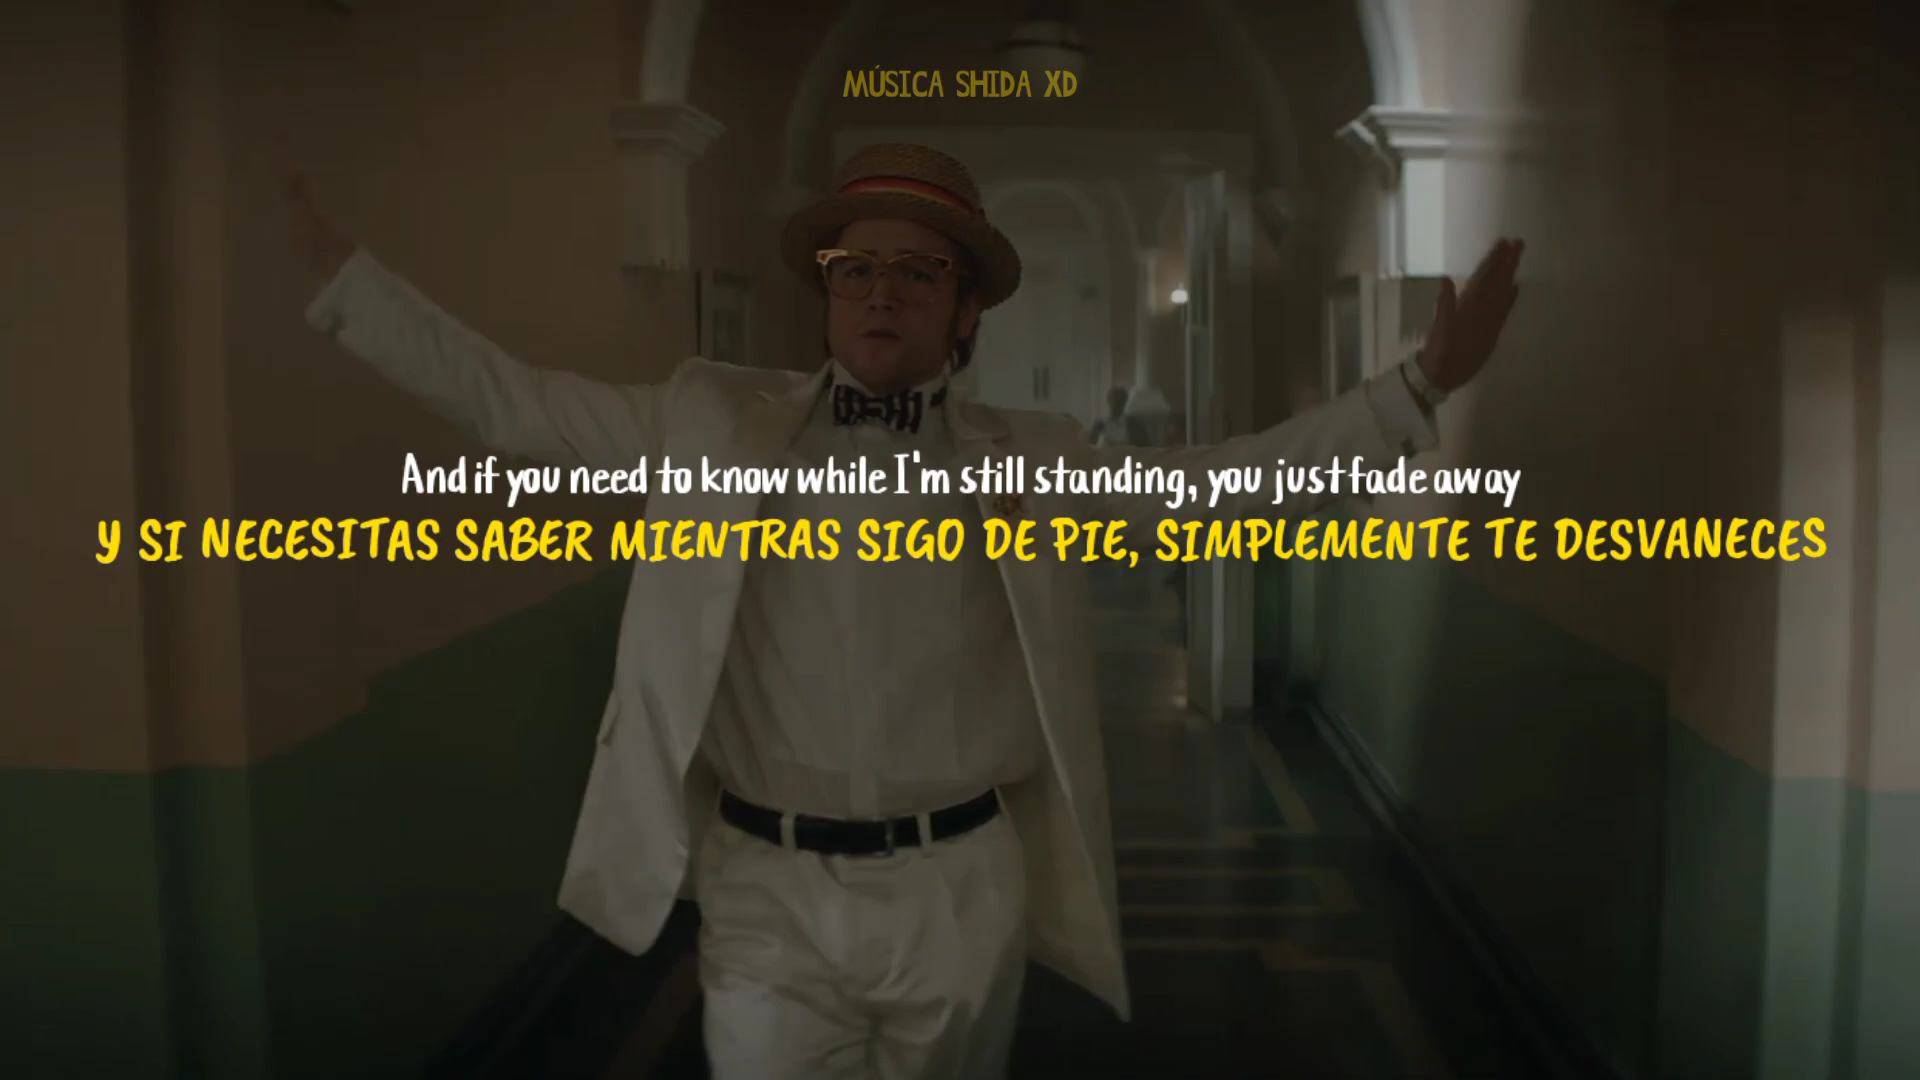 MÚSICA SHIDA XD
And if you need to know while I'm still standing, you just fade away
Y SI NECESITAS SABER MIENTRAS SIGO DE PIE, SIMPLEMENTE TE DESVANECES